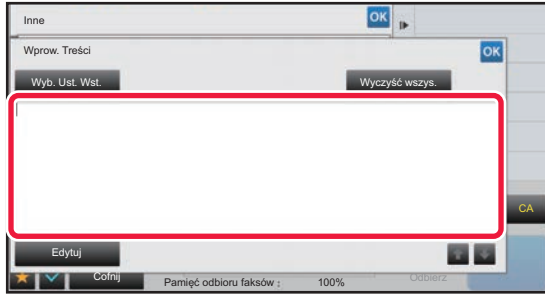 Inne OK
Wprow. Treści OK
Wyb. Ust. Wst. Wyczyść wszys.
CA
Edytuj
Cofnij Pamięć odbioru faksów : 100% Odbierz